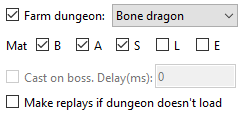 Farm dungeon: Bone dragon
Mat B A S L E
Cast on boss. Delay(ms): 0
Make replays if dungeon doesn't load